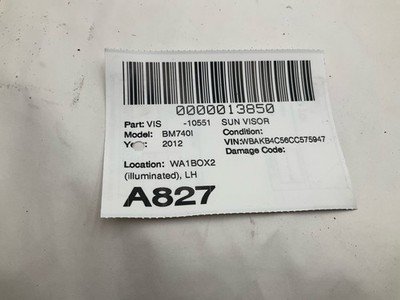 0000013850
Part: VIS -10551 SUN VISOR
Model: BM740I Condition:
Year: 2012 VIN:WBAKB4C56CC575947
Damage Code:
Location: WA1BOX2
(illuminated), LH
A827